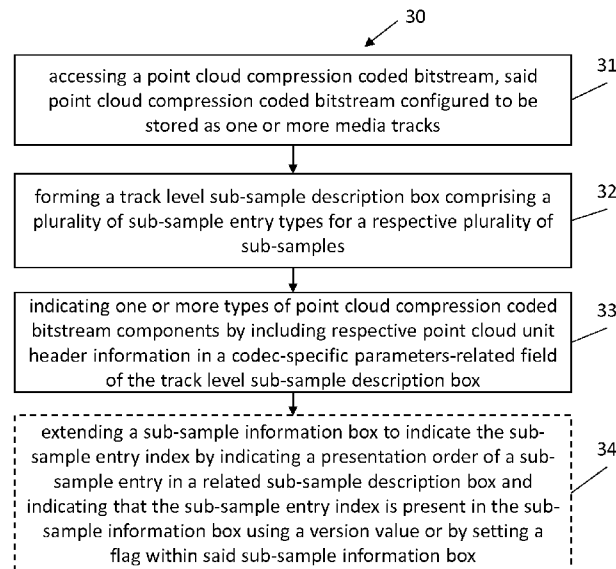 30
31
accessing a point cloud compression coded bitstream, said
point cloud compression coded bitstream configured to be
stored as one or more media tracks
32
forming a track level sub-sample description box comprising a
plurality of sub-sample entry types for a respective plurality of
sub-samples
33
indicating one or more types of point cloud compression coded
bitstream components by including respective point cloud unit
header information in a codec-specific parameters-related field
of the track level sub-sample description box
34
extending a sub-sample information box to indicate the sub-
sample entry index by indicating a presentation order of a sub-
sample entry in a related sub-sample description box and
indicating that the sub-sample entry index is present in the sub-
sample information box using a version value or by setting a
flag within said sub-sample information box